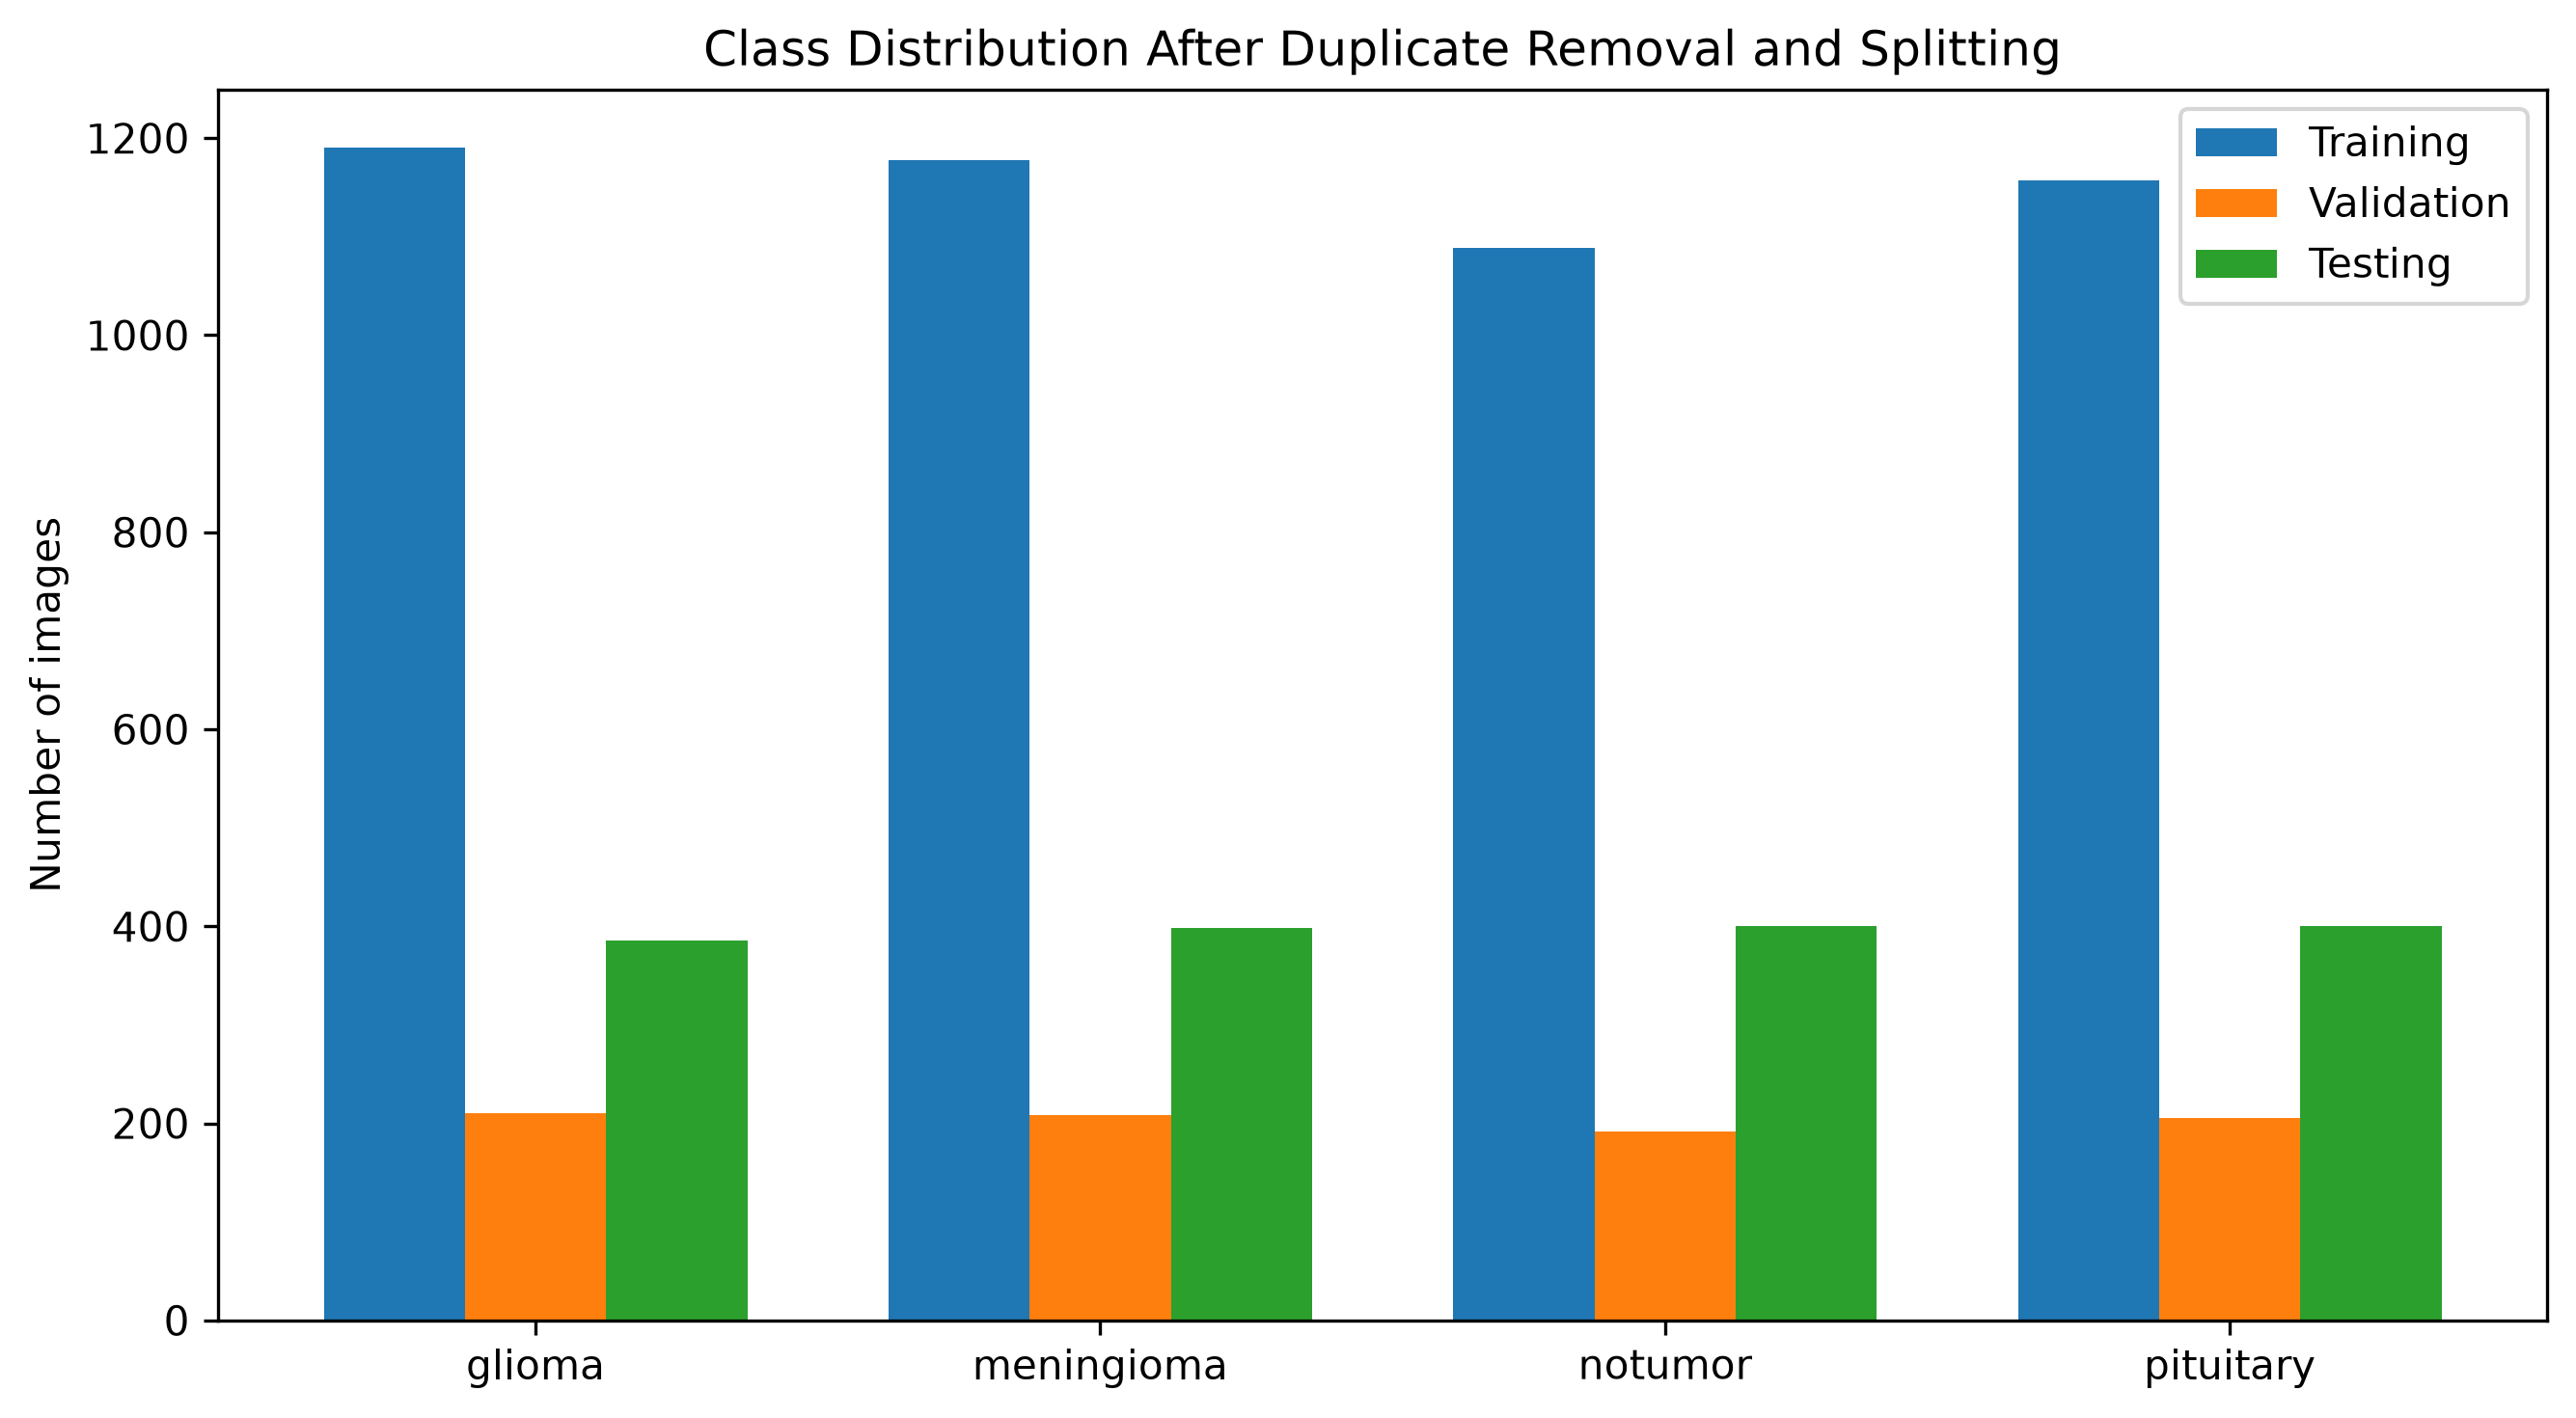 Class Distribution After Duplicate Removal and Splitting
Number of images
1200
1000
800
600
400
200
0
Training
Validation
Testing
glioma
meningioma
notumor
pituitary